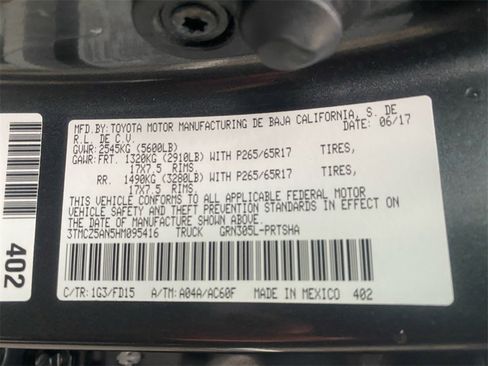 MFD.BY:TOYOTA MOTOR MANUFACTURING DE BAJA CALIFORNIA, S. DE
R.L. DE C.V. DATE: 06/17
GVWR:2545KG (5600LB)
GAWR:FRT. 1320KG (2910LB) WITH P265/65R17 TIRES,
17X7.5 RIMS,
RR. 1490KG (3280LB) WITH P265/65R17 TIRES,
17X7.5 RIMS.
THIS VEHICLE CONFORMS TO ALL APPLICABLE FEDERAL MOTOR
VEHICLE SAFETY AND THEFT PREVENTION STANDARDS IN EFFECT ON
THE DATE OF MANUFACTURE SHOWN ABOVE.
3TMCZ5AN5HM095416 TRUCK GRN305L-PRTSHA
C/TR:1G3/FD15 A/TM:A04A/AC60F MADE IN MEXICO 402
402